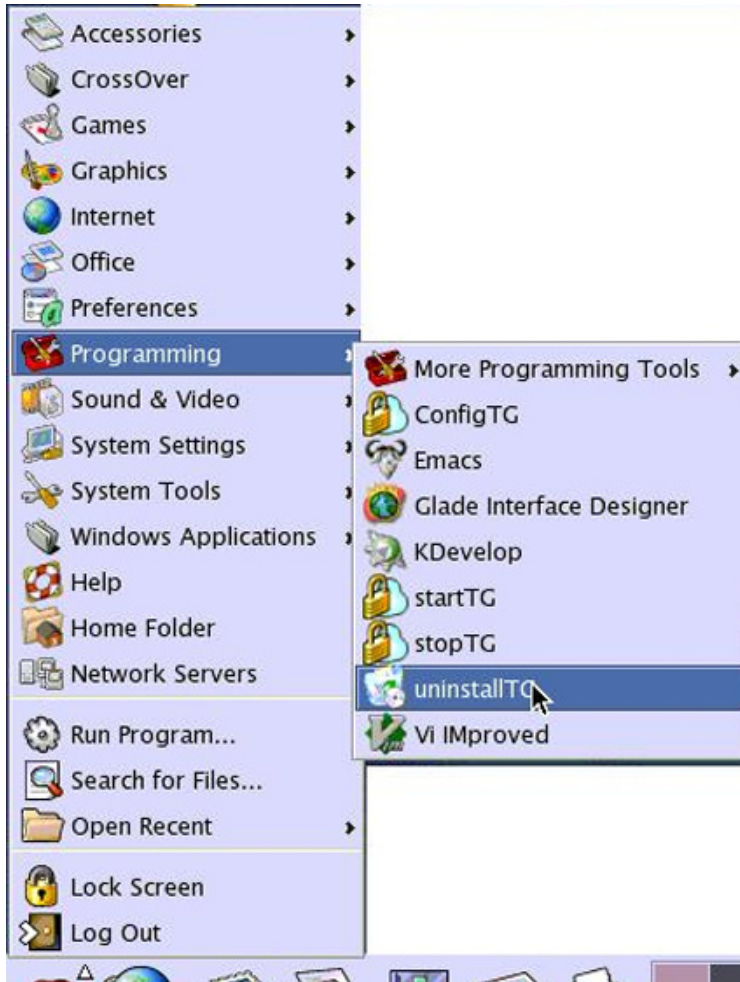 Accessories
CrossOver
Games
Graphics
Internet
Office
Preferences
Programming
Sound & Video
System Settings
System Tools
Windows Applications
Help
Home Folder
Network Servers
Run Program...
Search for Files...
Open Recent
Lock Screen
Log Out
More Programming Tools
ConfigTG
Emacs
Glade Interface Designer
KDevelop
startTG
stopTG
uninstallTG
Vi IMproved